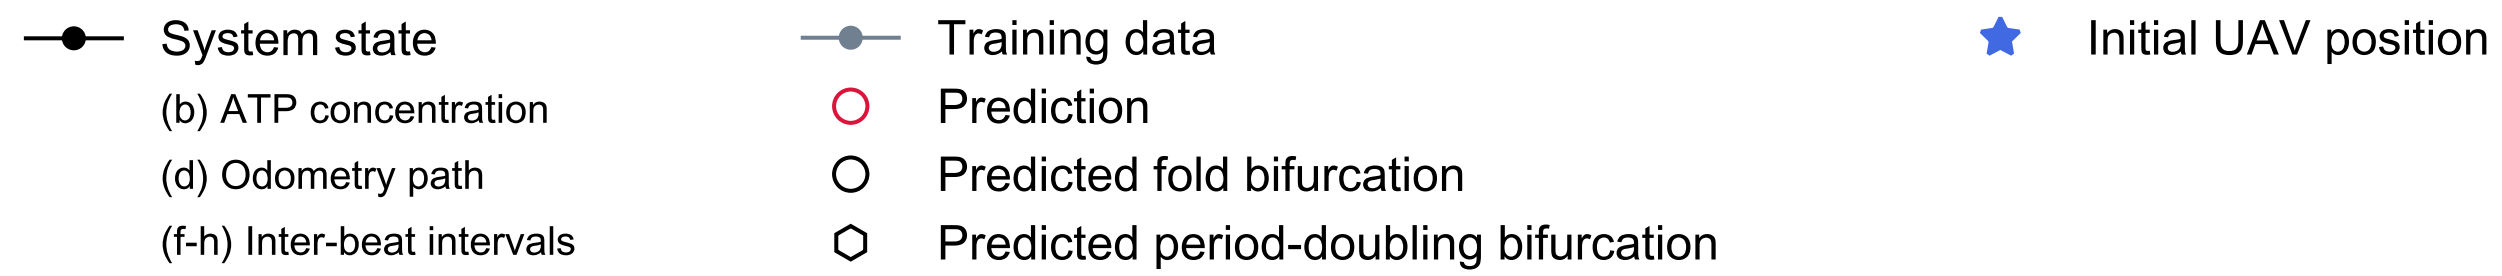 System state
(b) ATP concentration
(d) Odometry path
(f-h) Inter-beat intervals
Training data
Prediction
Predicted fold bifurcation
Predicted period-doubling bifurcation
Initial UAV position